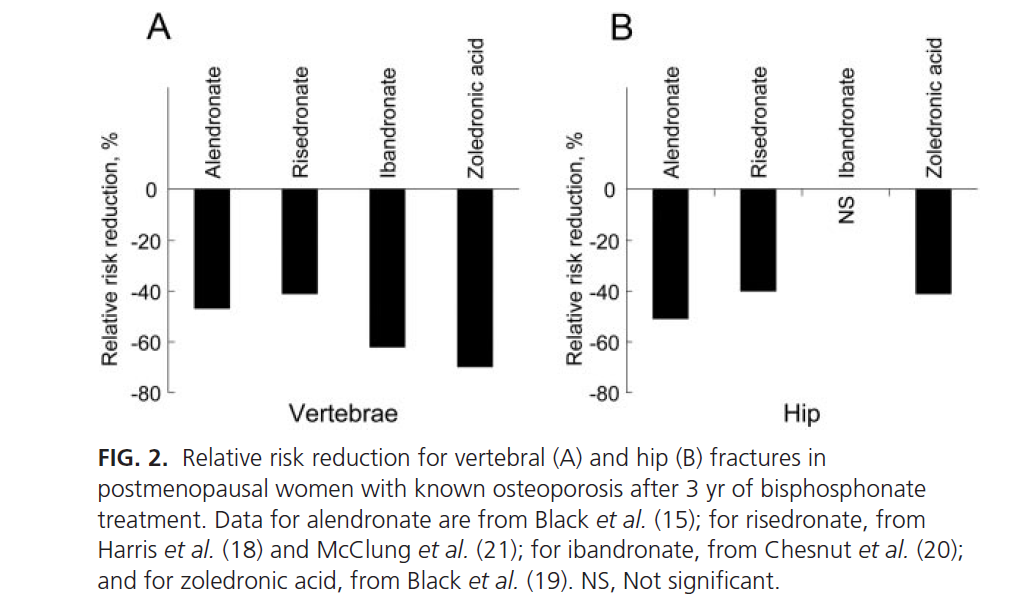 A
Relative risk reduction, %
Alendronate
Risedronate
Ibandronate
Zoledronic acid
0
-20
-40
-60
-80
Vertebrae
B
Relative risk reduction, %
Alendronate
Risedronate
NS Ibandronate
Zoledronic acid
0
-20
-40
-60
-80
Hip
FIG. 2. Relative risk reduction for vertebral (A) and hip (B) fractures in
postmenopausal women with known osteoporosis after 3 yr of bisphosphonate
treatment. Data for alendronate are from Black et al. (15); for risedronate, from
Harris et al. (18) and McClung et al. (21); for ibandronate, from Chesnut et al. (20);
and for zoledronic acid, from Black et al. (19). NS, Not significant.